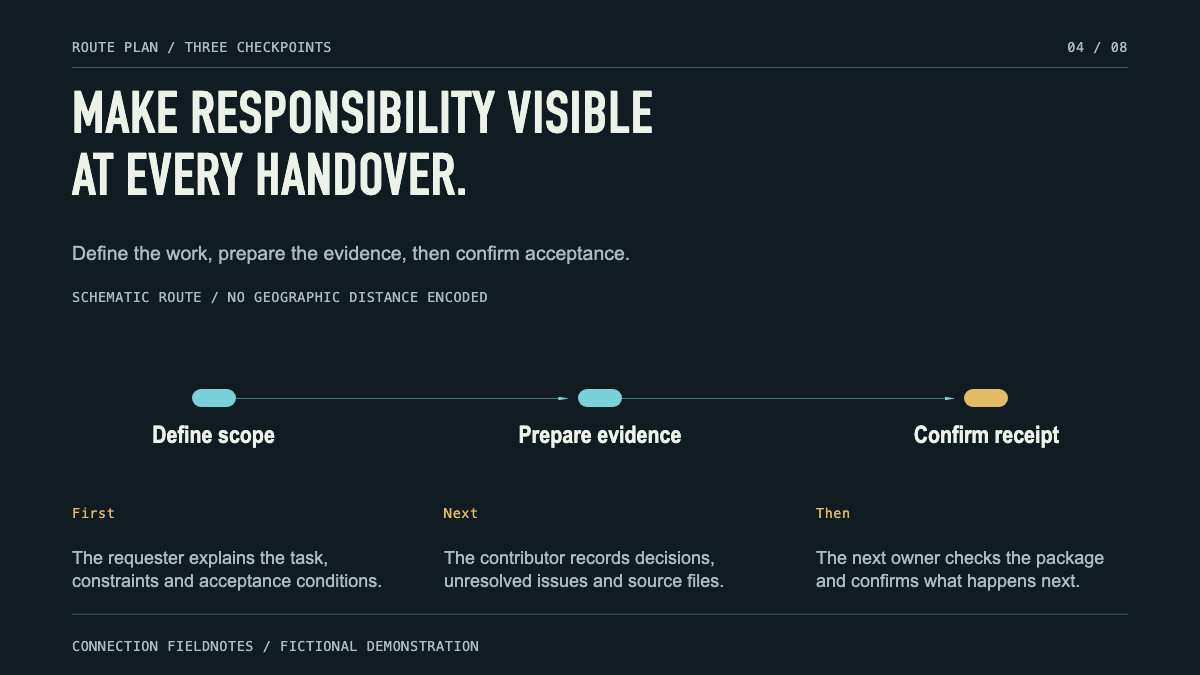 ROUTE PLAN / THREE CHECKPOINTS
04 / 08
MAKE RESPONSIBILITY VISIBLE
AT EVERY HANDOVER.
Define the work, prepare the evidence, then confirm acceptance.
SCHEMATIC ROUTE / NO GEOGRAPHIC DISTANCE ENCODED
Define scope
Prepare evidence
Confirm receipt
First
The requester explains the task,
constraints and acceptance conditions.
Next
The contributor records decisions,
unresolved issues and source files.
Then
The next owner checks the package
and confirms what happens next.
CONNECTION FIELDNOTES / FICTIONAL DEMONSTRATION